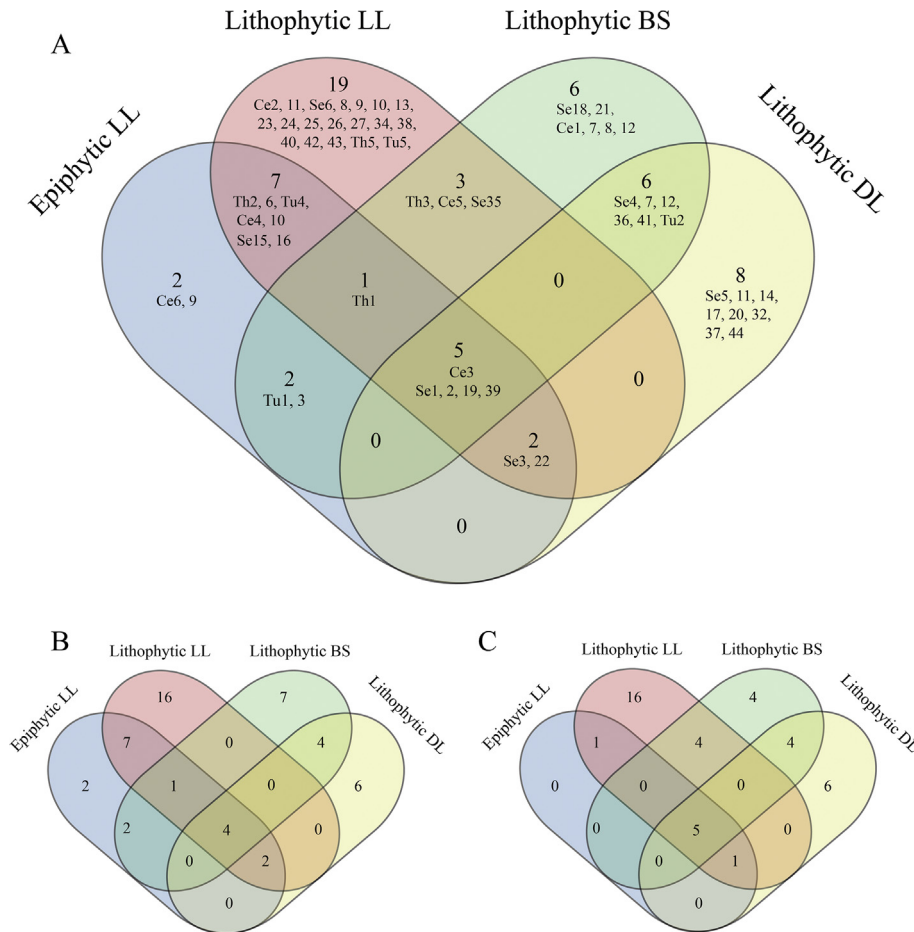 A
Lithophytic LL
Lithophytic BS
Epiphytic LL
Lithophytic DL
19
Ce2, 11, Se6, 8, 9, 10, 13,
23, 24, 25, 26, 27, 34, 38,
40, 42, 43, Th5, Tu5,
6
Se18, 21,
Ce1, 7, 8, 12
7
Th2, 6, Tu4,
Ce4, 10
Se15, 16
3
Th3, Ce5, Se35
6
Se4, 7, 12,
36, 41, Tu2
2
Ce6, 9
1
Th1
0
8
Se5, 11, 14,
17, 20, 32,
37, 44
2
Tu1, 3
5
Ce3
Se1, 2, 19, 39
0
0
2
Se3, 22
0
B
Lithophytic LL
Lithophytic BS
Epiphytic LL
Lithophytic DL
16
7
7
0
4
2
1
0
6
2
4
0
0
2
0
C
Lithophytic LL
Lithophytic BS
Epiphytic LL
Lithophytic DL
16
4
1
4
4
0
0
0
6
0
5
0
0
1
0